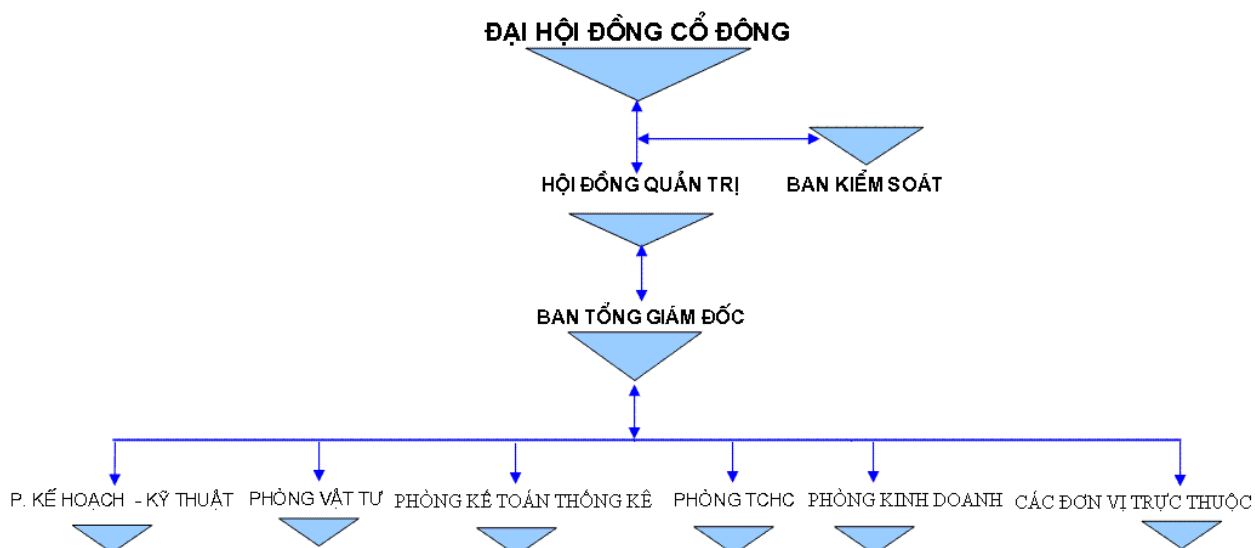 ĐẠI HỘI ĐỒNG CỔ ĐÔNG
HỘI ĐỒNG QUẢN TRỊ
BAN KIỂM SOÁT
BAN TỔNG GIÁM ĐỐC
P. KẾ HOẠCH - KỸ THUẬT
PHÒNG VẬT TƯ
PHÒNG KẾ TOÁN THỐNG KÊ
PHÒNG TCHC
PHÒNG KINH DOANH
CÁC ĐƠN VỊ TRỰC THUỘC